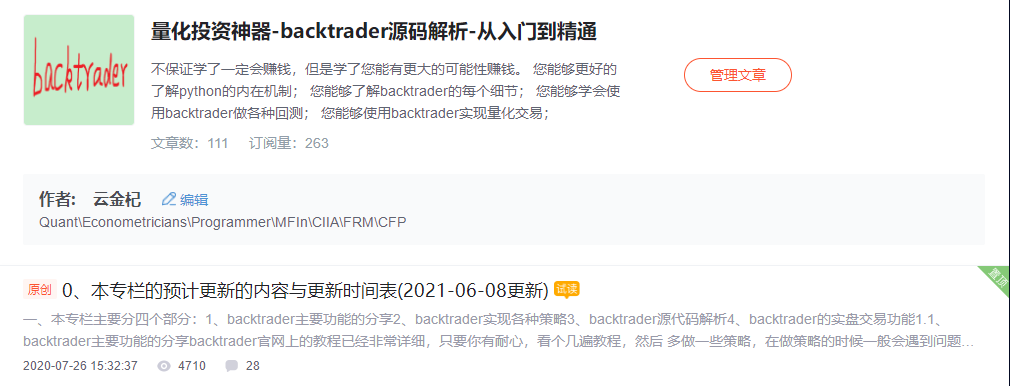 backtrader
量化投资神器-backtrader源码解析-从入门到精通
不保证学了一定会赚钱，但是学了您能有更大的可能性赚钱。 您能够更好的
了解python的内在机制； 您能够了解backtrader的每个细节； 您能够学会使
用backtrader做各种回测； 您能够使用backtrader实现量化交易；
文章数：111 订阅量：263
管理文章
作者: 云金杞 编辑
Quant\Econometricians\Programmer\MFIn\CIIA\FRM\CFP
置顶
原创 0、本专栏的预计更新的内容与更新时间表(2021-06-08更新) 试读
一、本专栏主要分四个部分：1、backtrader主要功能的分享2、backtrader实现各种策略3、backtrader源代码解析4、backtrader的实盘交易功能1.1、
backtrader主要功能的分享backtrader官网上的教程已经非常详细，只要你有耐心，看个几遍教程，然后 多做一些策略，在做策略的时候一般会遇到问题...
2020-07-26 15:32:37 4710 28